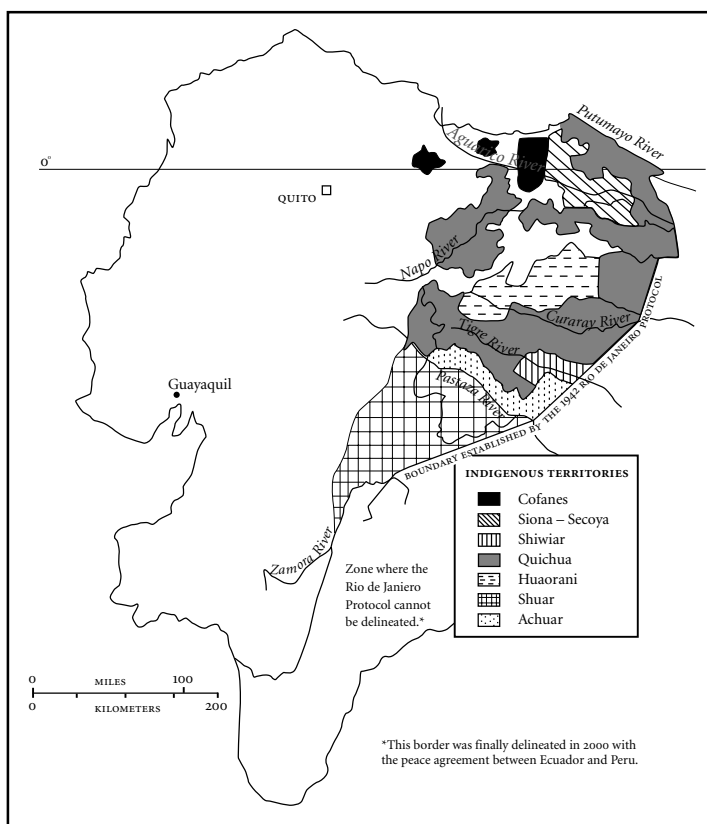 Putumayo River
Aguarico River
0°
QUITO
Napo River
Curaray River
Tigre River
Guayaquil
Pastaza River
BOUNDARY ESTABLISHED BY THE 1942 RIO DE JANEIRO PROTOCOL
INDIGENOUS TERRITORIES
Cofanes
Siona – Secoya
Shiwiar
Quichua
Huaorani
Shuar
Achuar
Zamora River
Zone where the
Rio de Janiero
Protocol cannot
be delineated.*
0 MILES 100
0 KILOMETERS 200
*This border was finally delineated in 2000 with
the peace agreement between Ecuador and Peru.